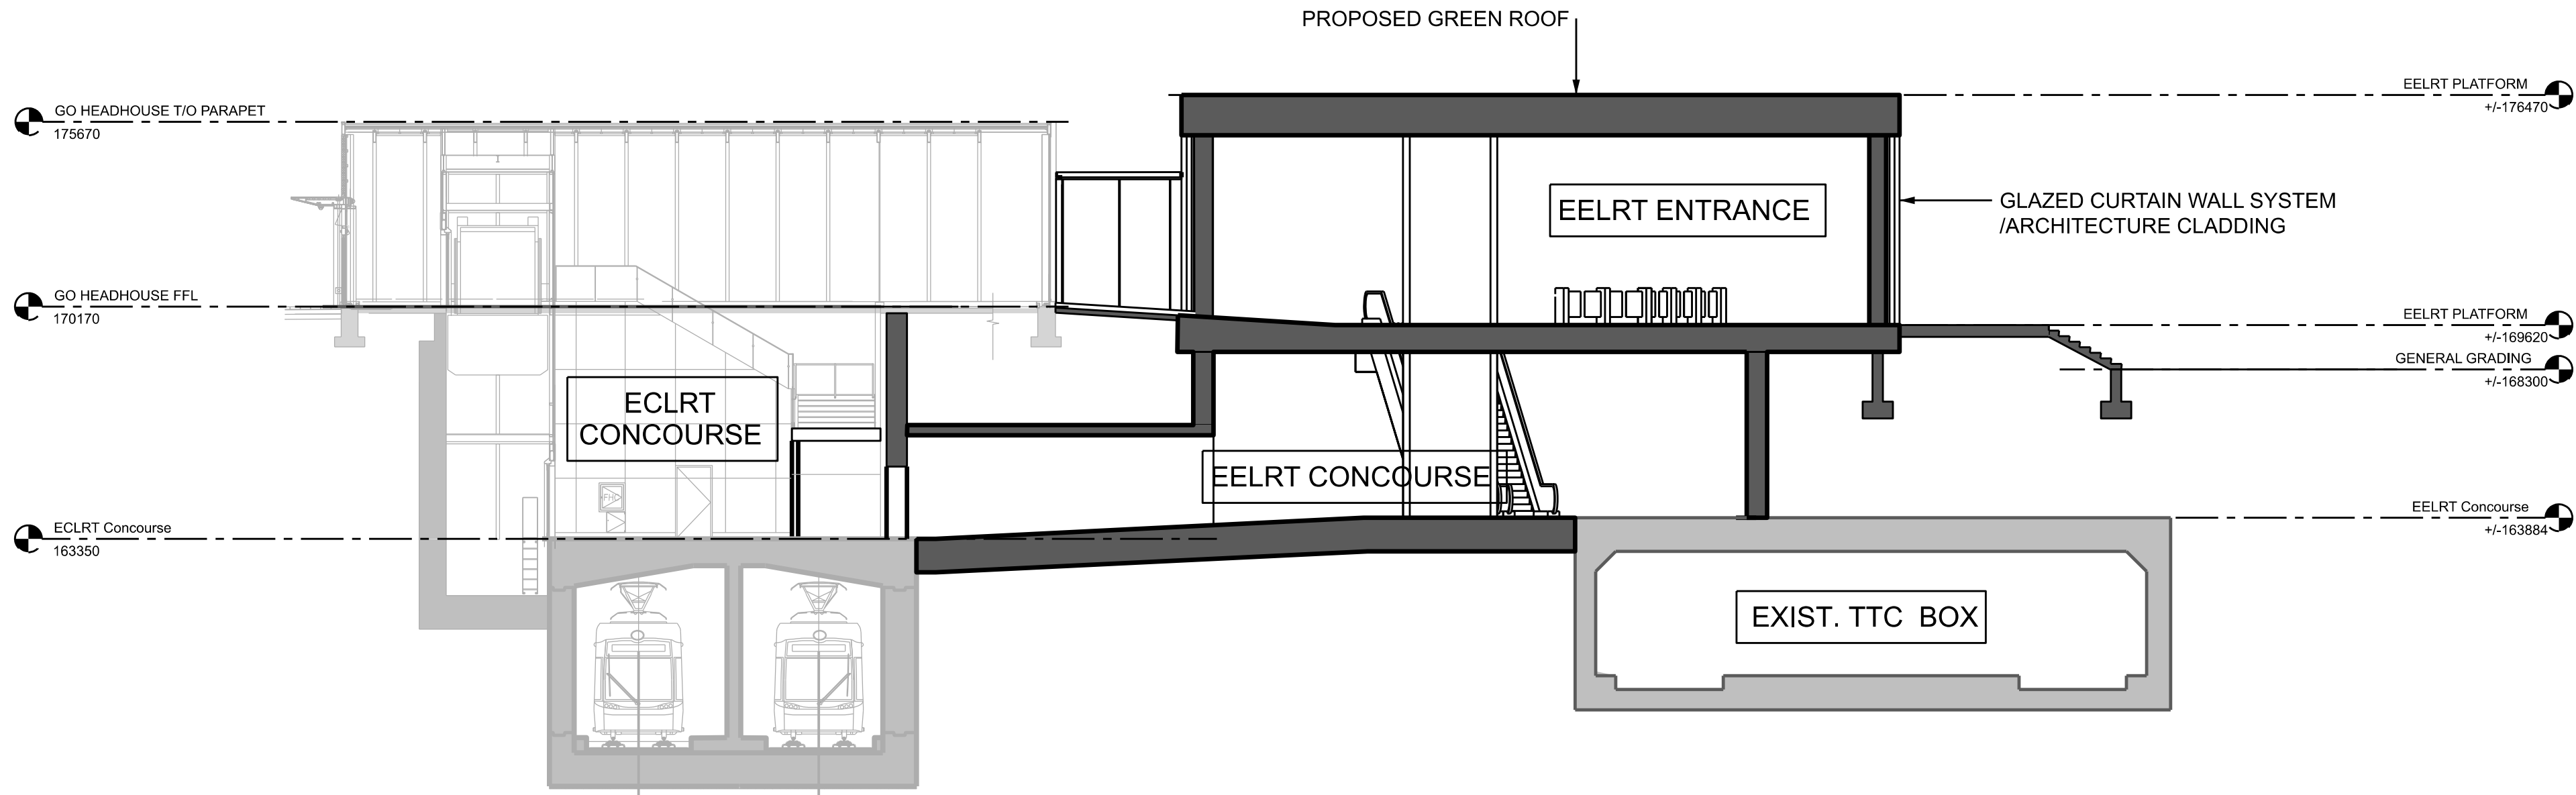 PROPOSED GREEN ROOF
EELRT PLATFORM
+/-176470
GO HEADHOUSE T/O PARAPET
175670
EELRT ENTRANCE
GLAZED CURTAIN WALL SYSTEM
/ARCHITECTURE CLADDING
GO HEADHOUSE FFL
170170
EELRT PLATFORM
+/-169620
GENERAL GRADING
+/-168300
ECLRT
CONCOURSE
EELRT CONCOURSE
FHC
ECLRT Concourse
163350
EELRT Concourse
+/-163884
EXIST. TTC BOX